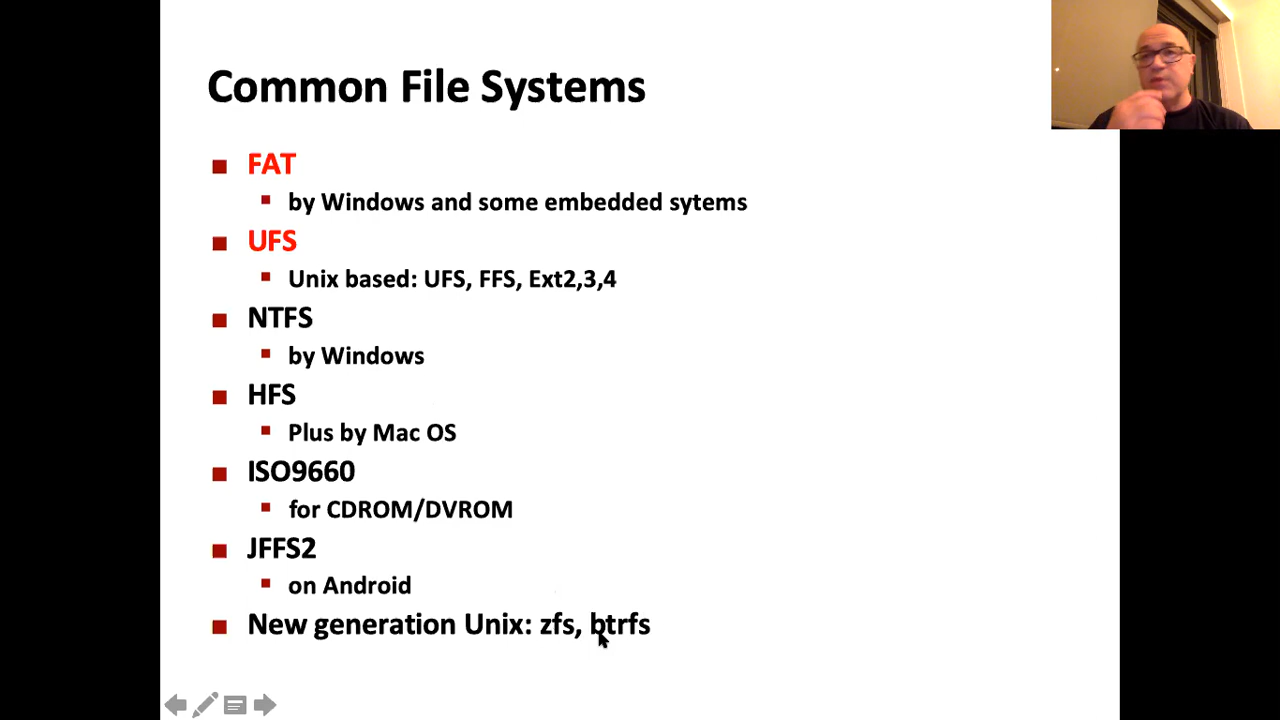 Common File Systems
FAT
by Windows and some embedded sytems
UFS
Unix based: UFS, FFS, Ext2,3,4
NTFS
by Windows
HFS
Plus by Mac OS
ISO9660
for CDROM/DVROM
JFFS2
on Android
New generation Unix: zfs, btrfs